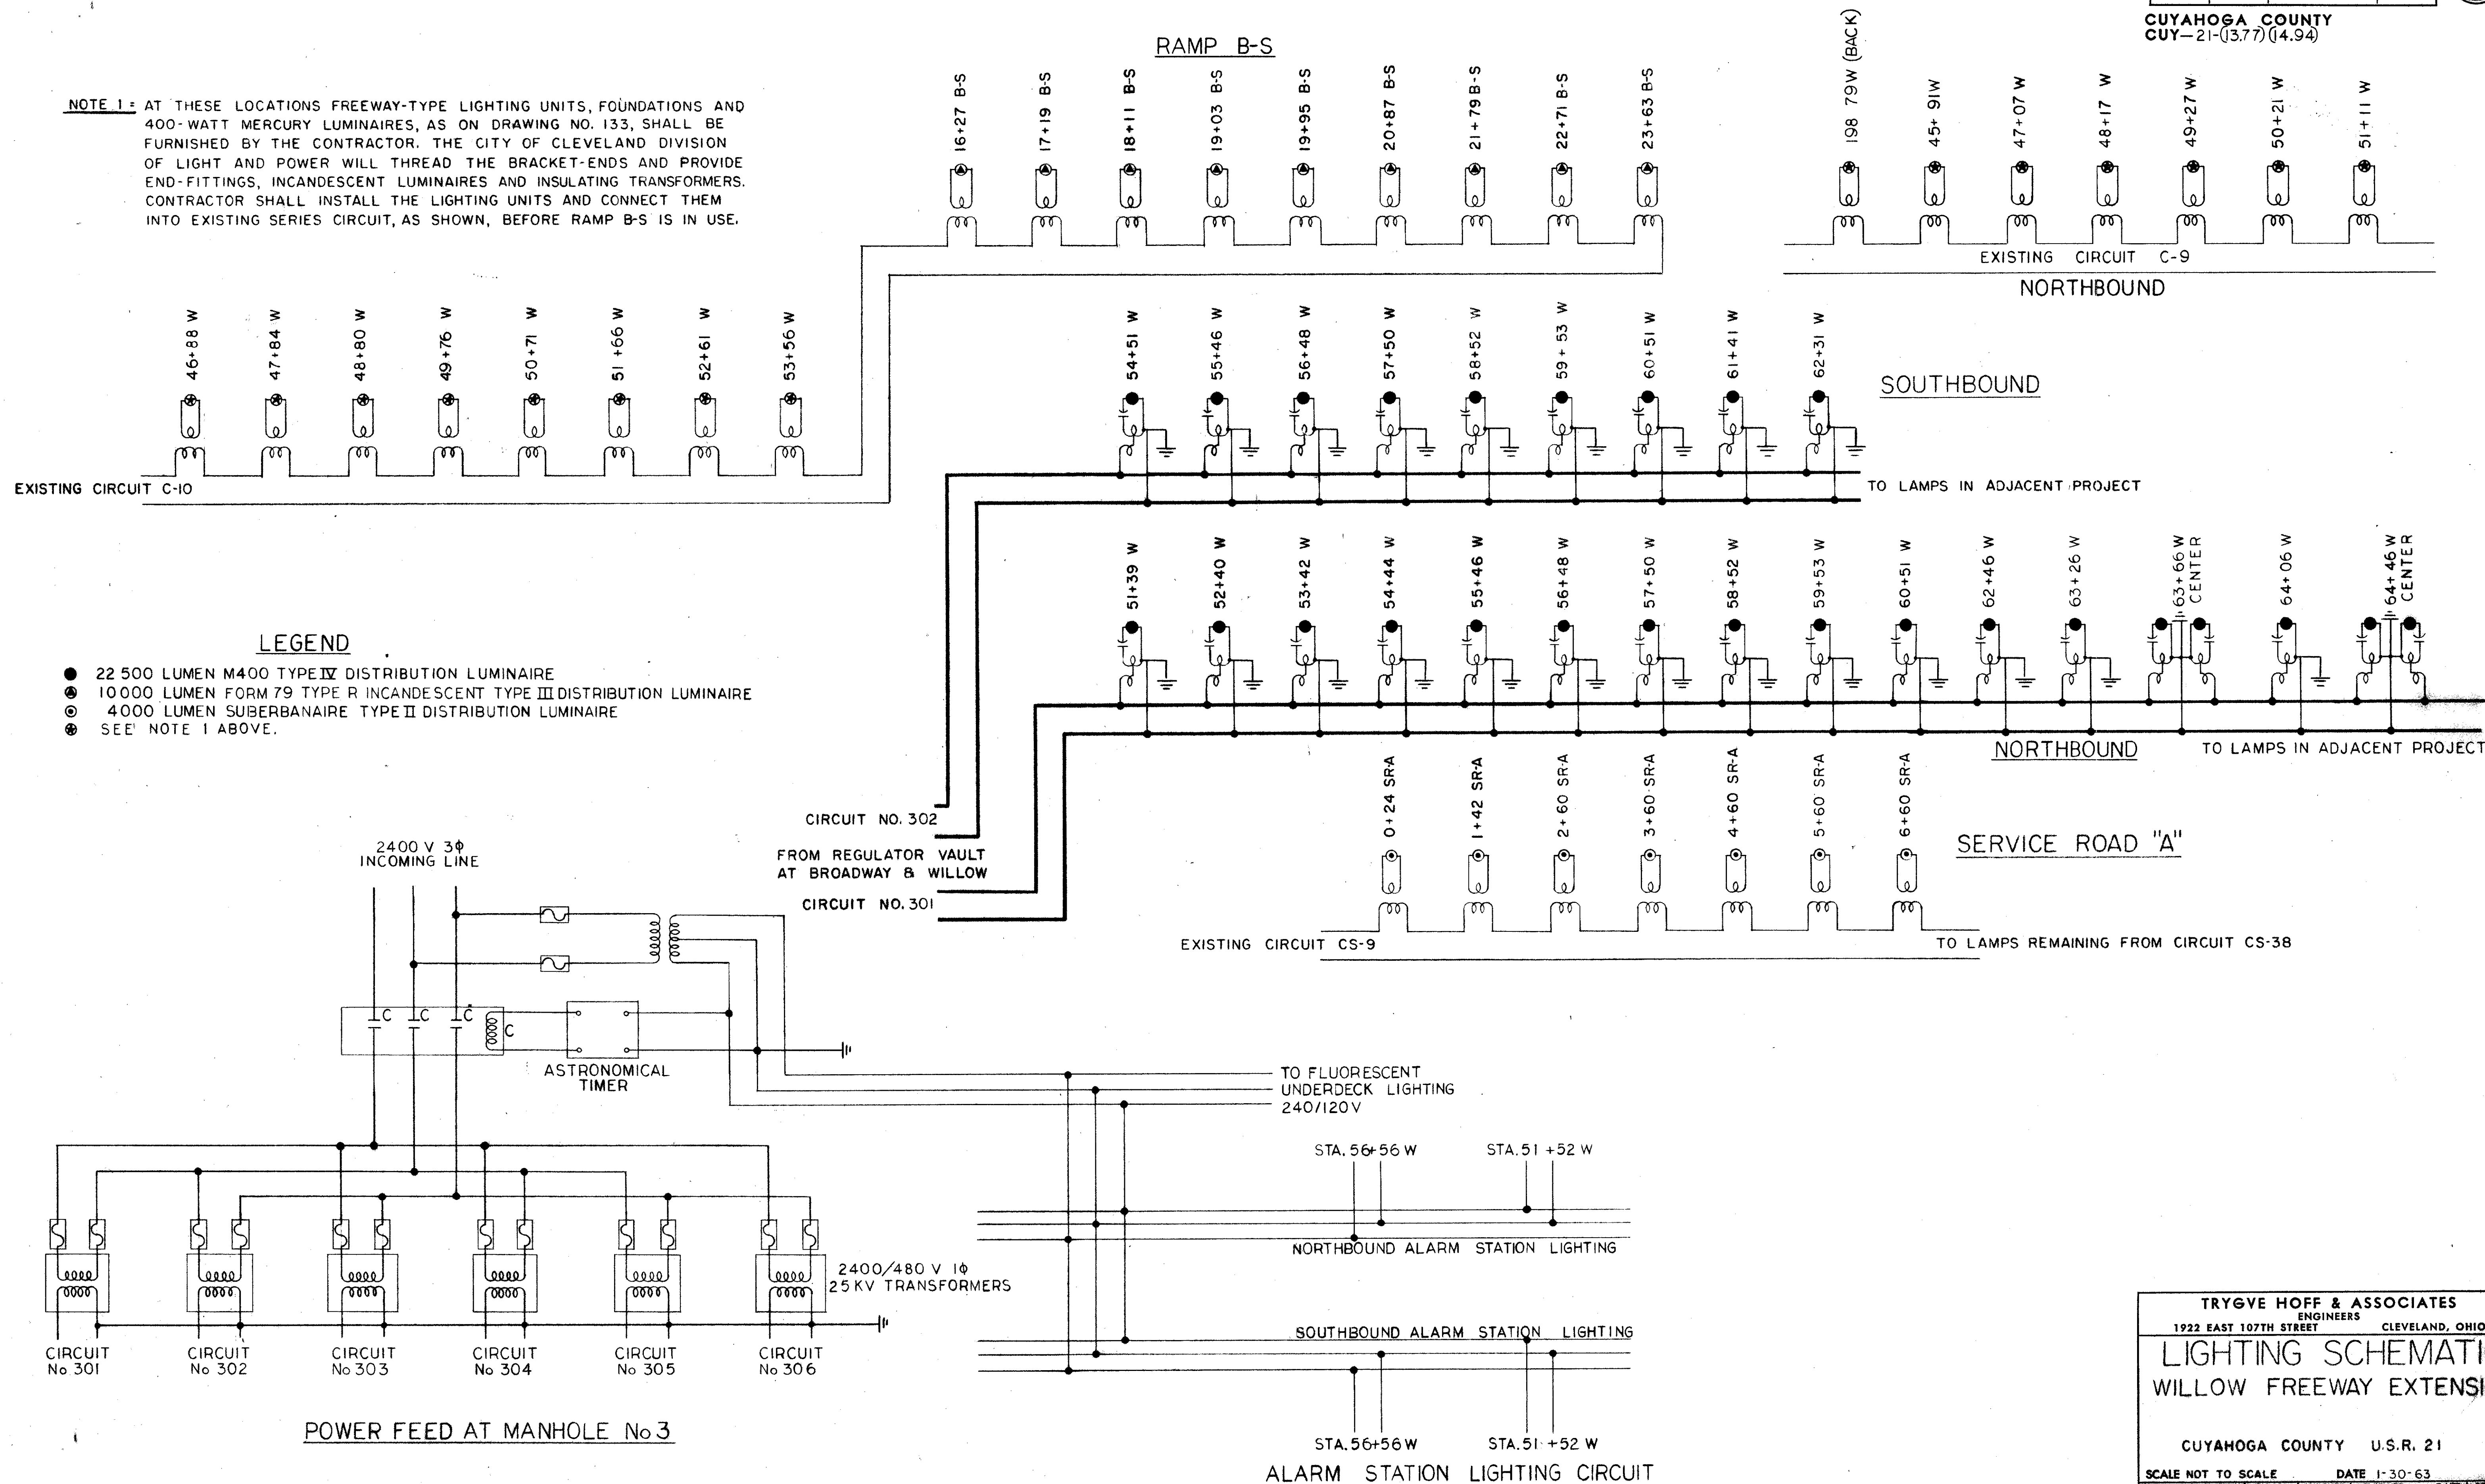 CUYAHOGA COUNTY
CUY—21-(13.77)(14.94)
RAMP B-S
NOTE 1: AT THESE LOCATIONS FREEWAY-TYPE LIGHTING UNITS, FOUNDATIONS AND
400-WATT MERCURY LUMINAIRES, AS ON DRAWING NO. 133, SHALL BE
FURNISHED BY THE CONTRACTOR. THE CITY OF CLEVELAND DIVISION
OF LIGHT AND POWER WILL THREAD THE BRACKET-ENDS AND PROVIDE
END-FITTINGS, INCANDESCENT LUMINAIRES AND INSULATING TRANSFORMERS.
CONTRACTOR SHALL INSTALL THE LIGHTING UNITS AND CONNECT THEM
INTO EXISTING SERIES CIRCUIT, AS SHOWN, BEFORE RAMP B-S IS IN USE.
16+27 B-S
17+19 B-S
18+11 B-S
19+03 B-S
19+95 B-S
20+87 B-S
21+79 B-S
22+71 B-S
23+63 B-S
198 79W (BACK)
45+91W
47+07 W
48+17 W
49+27 W
50+21 W
51+11 W
EXISTING CIRCUIT C-9
NORTHBOUND
46+88 W
47+84 W
48+80 W
49+76 W
50+71 W
51+66 W
52+61 W
53+56 W
EXISTING CIRCUIT C-10
54+51 W
55+46 W
56+48 W
57+50 W
58+52 W
59+53 W
60+51 W
61+41 W
62+31 W
SOUTHBOUND
TO LAMPS IN ADJACENT PROJECT
51+39 W
52+40 W
53+42 W
54+44 W
55+46 W
56+48 W
57+50 W
58+52 W
59+53 W
60+51 W
62+46 W
63+26 W
63+66 W
CENTER
64+06 W
64+46 W
CENTER
NORTHBOUND
TO LAMPS IN ADJACENT PROJECT
LEGEND
22 500 LUMEN M400 TYPE IV DISTRIBUTION LUMINAIRE
10000 LUMEN FORM 79 TYPE R INCANDESCENT TYPE III DISTRIBUTION LUMINAIRE
4000 LUMEN SUBERBANAIRE TYPE II DISTRIBUTION LUMINAIRE
SEE NOTE 1 ABOVE.
CIRCUIT NO. 302
FROM REGULATOR VAULT
AT BROADWAY & WILLOW
CIRCUIT NO. 301
0+24 SR-A
1+42 SR-A
2+60 SR-A
3+60 SR-A
4+60 SR-A
5+60 SR-A
6+60 SR-A
SERVICE ROAD "A"
EXISTING CIRCUIT CS-9
TO LAMPS REMAINING FROM CIRCUIT CS-38
2400 V 3ϕ
INCOMING LINE
C
C
C
C
ASTRONOMICAL
TIMER
TO FLUORESCENT
UNDERDECK LIGHTING
240/120V
STA. 56+56 W
STA. 51+52 W
NORTHBOUND ALARM STATION LIGHTING
2400/480 V 1ϕ
25 KV TRANSFORMERS
SOUTHBOUND ALARM STATION LIGHTING
CIRCUIT
No 301
CIRCUIT
No 302
CIRCUIT
No 303
CIRCUIT
No 304
CIRCUIT
No 305
CIRCUIT
No 306
POWER FEED AT MANHOLE No 3
STA. 56+56 W
STA. 51+52 W
ALARM STATION LIGHTING CIRCUIT
TRYGVE HOFF & ASSOCIATES
ENGINEERS
1922 EAST 107TH STREET CLEVELAND, OHIO
LIGHTING SCHEMATI
WILLOW FREEWAY EXTENSI
CUYAHOGA COUNTY U.S.R. 21
SCALE NOT TO SCALE DATE 1-30-63